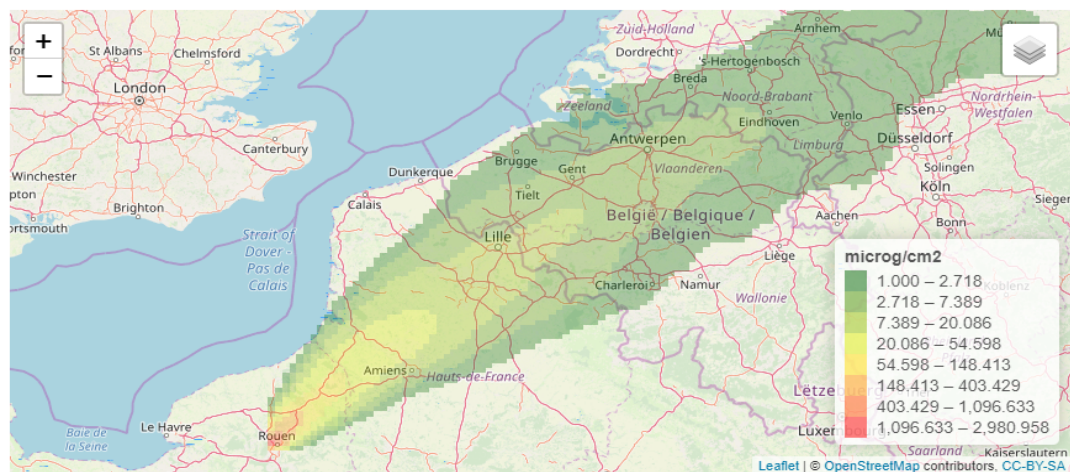 +
−
St Albans
Chelmsford
London
Winchester
pton
Canterbury
Brighton
ortsmouth
Strait of
Dover -
Pas de
Calais
Dunkerque
Calais
Brugge
Gent
Tielt
Lille
Zuid-Holland
Dordrecht
Arnhem
Mu
's-Hertogenbosch
Breda
Zeeland
Noord-Brabant
Eindhoven
Venlo
Essen
Nordrhein-
Westfalen
Düsseldorf
Antwerpen
Vlaanderen
Limburg
Solingen
Köln
Siegen
België / Belgique /
Belgien
Aachen
Bonn
Liège
Charleroi
Namur
Wallonie
Koblenz
Amiens
Hauts-de-France
Le Havre
Rouen
Baie de
la Seine
Saarland
Kaiserslautern
microg/cm2
1.000 – 2.718
2.718 – 7.389
7.389 – 20.086
20.086 – 54.598
54.598 – 148.413
148.413 – 403.429
403.429 – 1,096.633
1,096.633 – 2,980.958
Leaflet | © OpenStreetMap contributors, CC-BY-SA